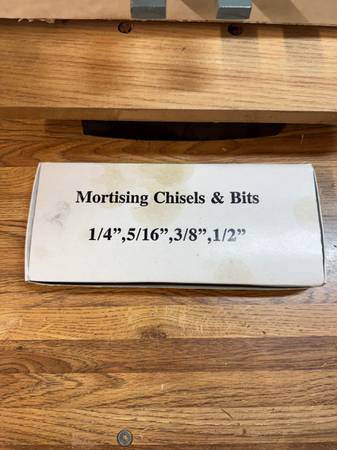 Mortising Chisels & Bits
1/4”,5/16”,3/8”,1/2”